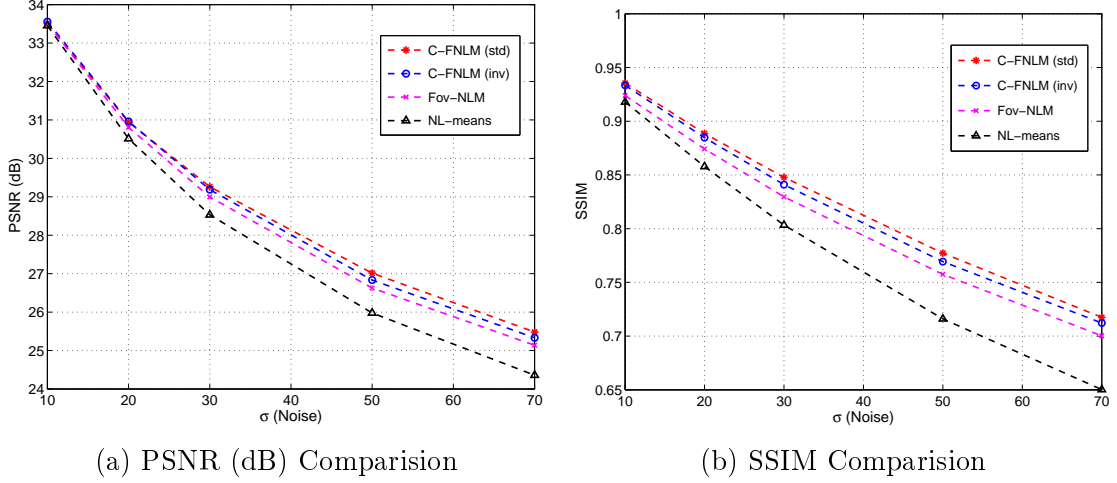 34
33
32
31
30
29
28
27
26
25
24
10
20
30
40
50
60
70
PSNR (dB)
σ (Noise)
C−FNLM (std)
C−FNLM (inv)
Fov−NLM
NL−means
(a) PSNR (dB) Comparision
1
0.95
0.9
0.85
0.8
0.75
0.7
0.65
10
20
30
40
50
60
70
SSIM
σ (Noise)
C−FNLM (std)
C−FNLM (inv)
Fov−NLM
NL−means
(b) SSIM Comparision